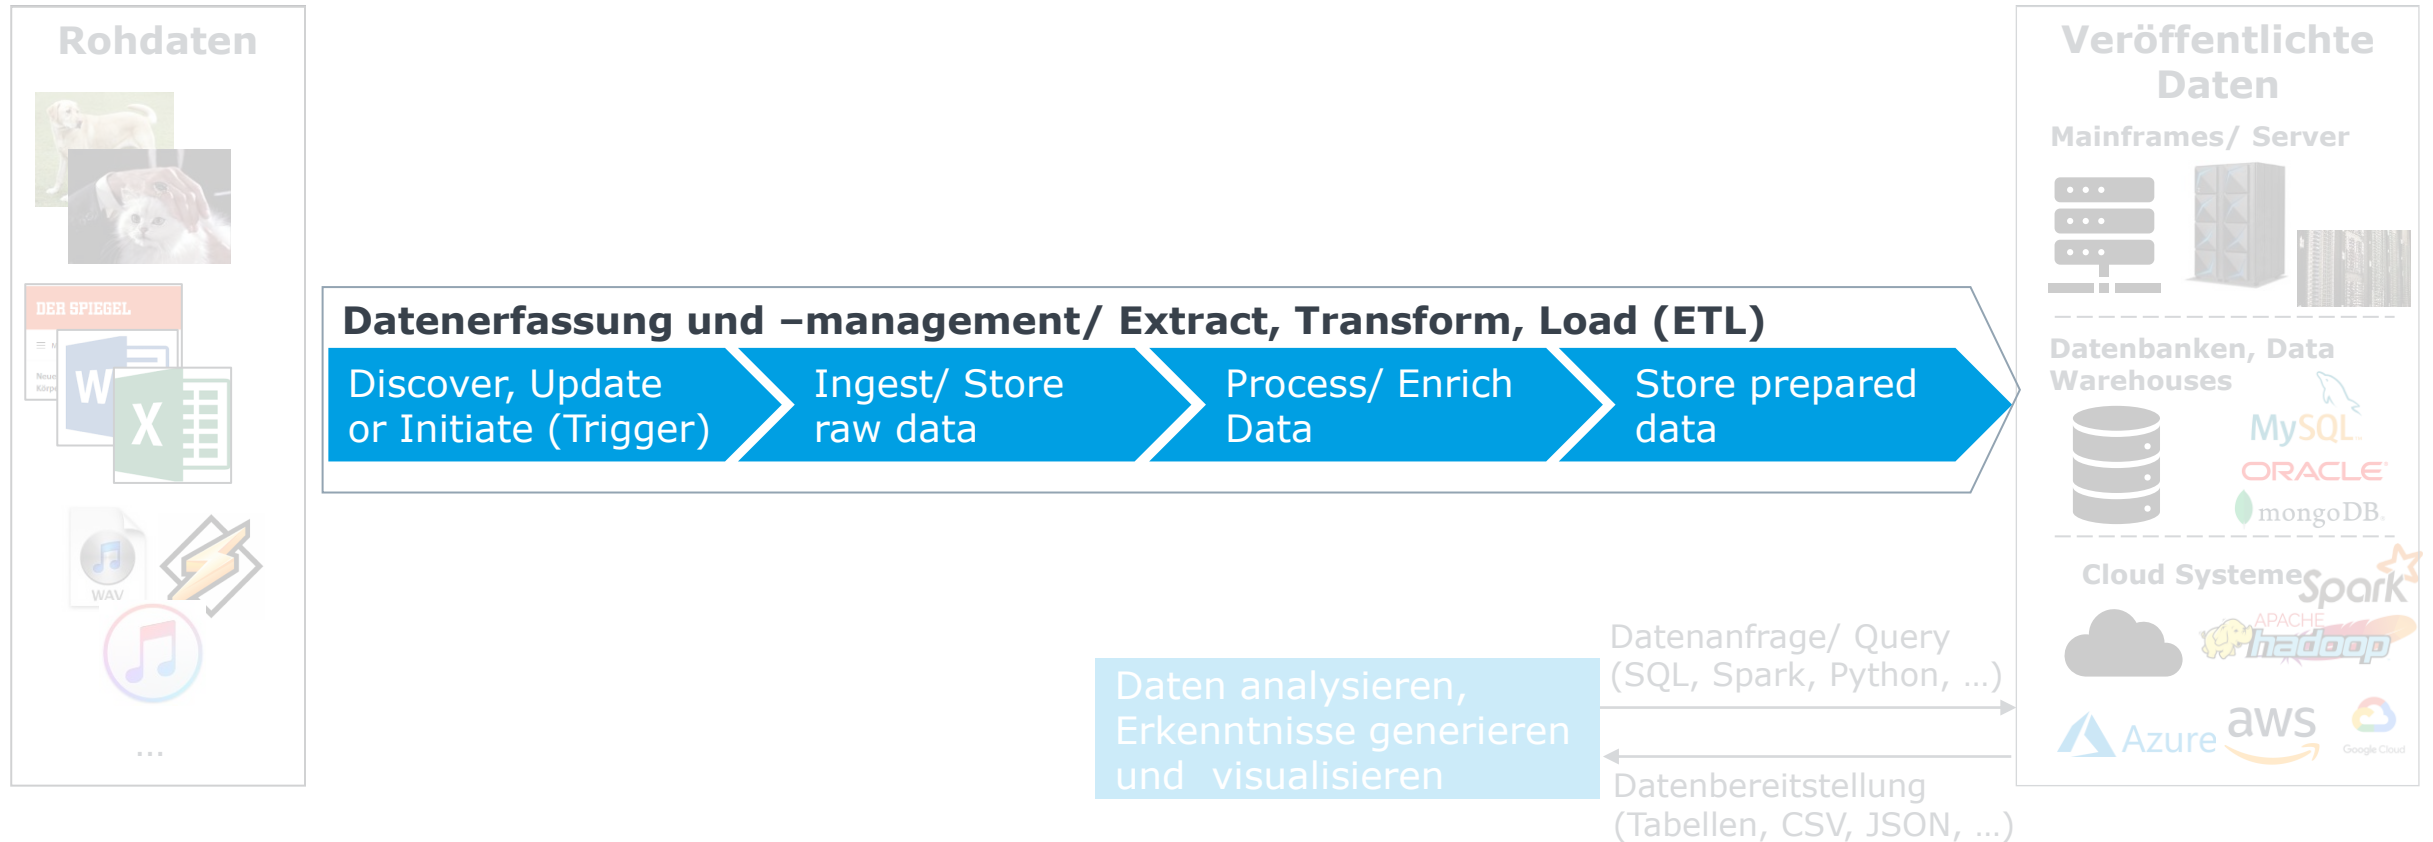 Rohdaten
DER SPIEGEL
Neue
Körpe
W
X
WAV
...
Datenerfassung und –management/ Extract, Transform, Load (ETL)
Discover, Update
or Initiate (Trigger)
Ingest/ Store
raw data
Process/ Enrich
Data
Store prepared
data
Daten analysieren,
Erkenntnisse generieren
und visualisieren
Datenanfrage/ Query
(SQL, Spark, Python, …)
Datenbereitstellung
(Tabellen, CSV, JSON, …)
Veröffentlichte
Daten
Mainframes/ Server
Datenbanken, Data
Warehouses
MySQL
ORACLE
mongoDB
Cloud Systeme
Spark
APACHE
hadoop
Azure
aws
Google Cloud